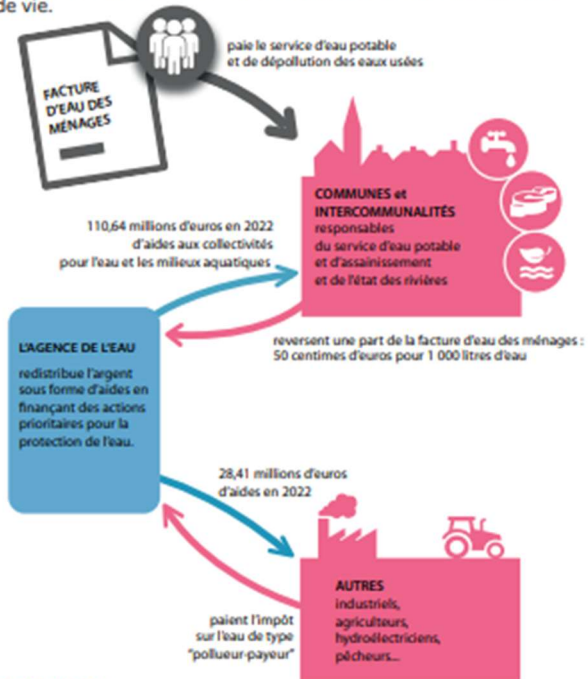 de vie.
FACTURE
D'EAU DES
MÉNAGES
paie le service d'eau potable
et de dépollution des eaux usées
COMMUNES et
INTERCOMMUNALITÉS
responsables
du service d'eau potable
et d'assainissement
et de l'état des rivières
110,64 millions d'euros en 2022
d'aides aux collectivités
pour l'eau et les milieux aquatiques
reversent une part de la facture d'eau des ménages :
50 centimes d'euros pour 1 000 litres d'eau
L'AGENCE DE L'EAU
redistribue l'argent
sous forme d'aides en
finançant des actions
prioritaires pour la
protection de l'eau.
28,41 millions d'euros
d'aides en 2022
AUTRES
industriels,
agriculteurs,
hydroélectriciens,
pêcheurs...
paient l'impôt
sur l'eau de type
"pollueur-payeur"